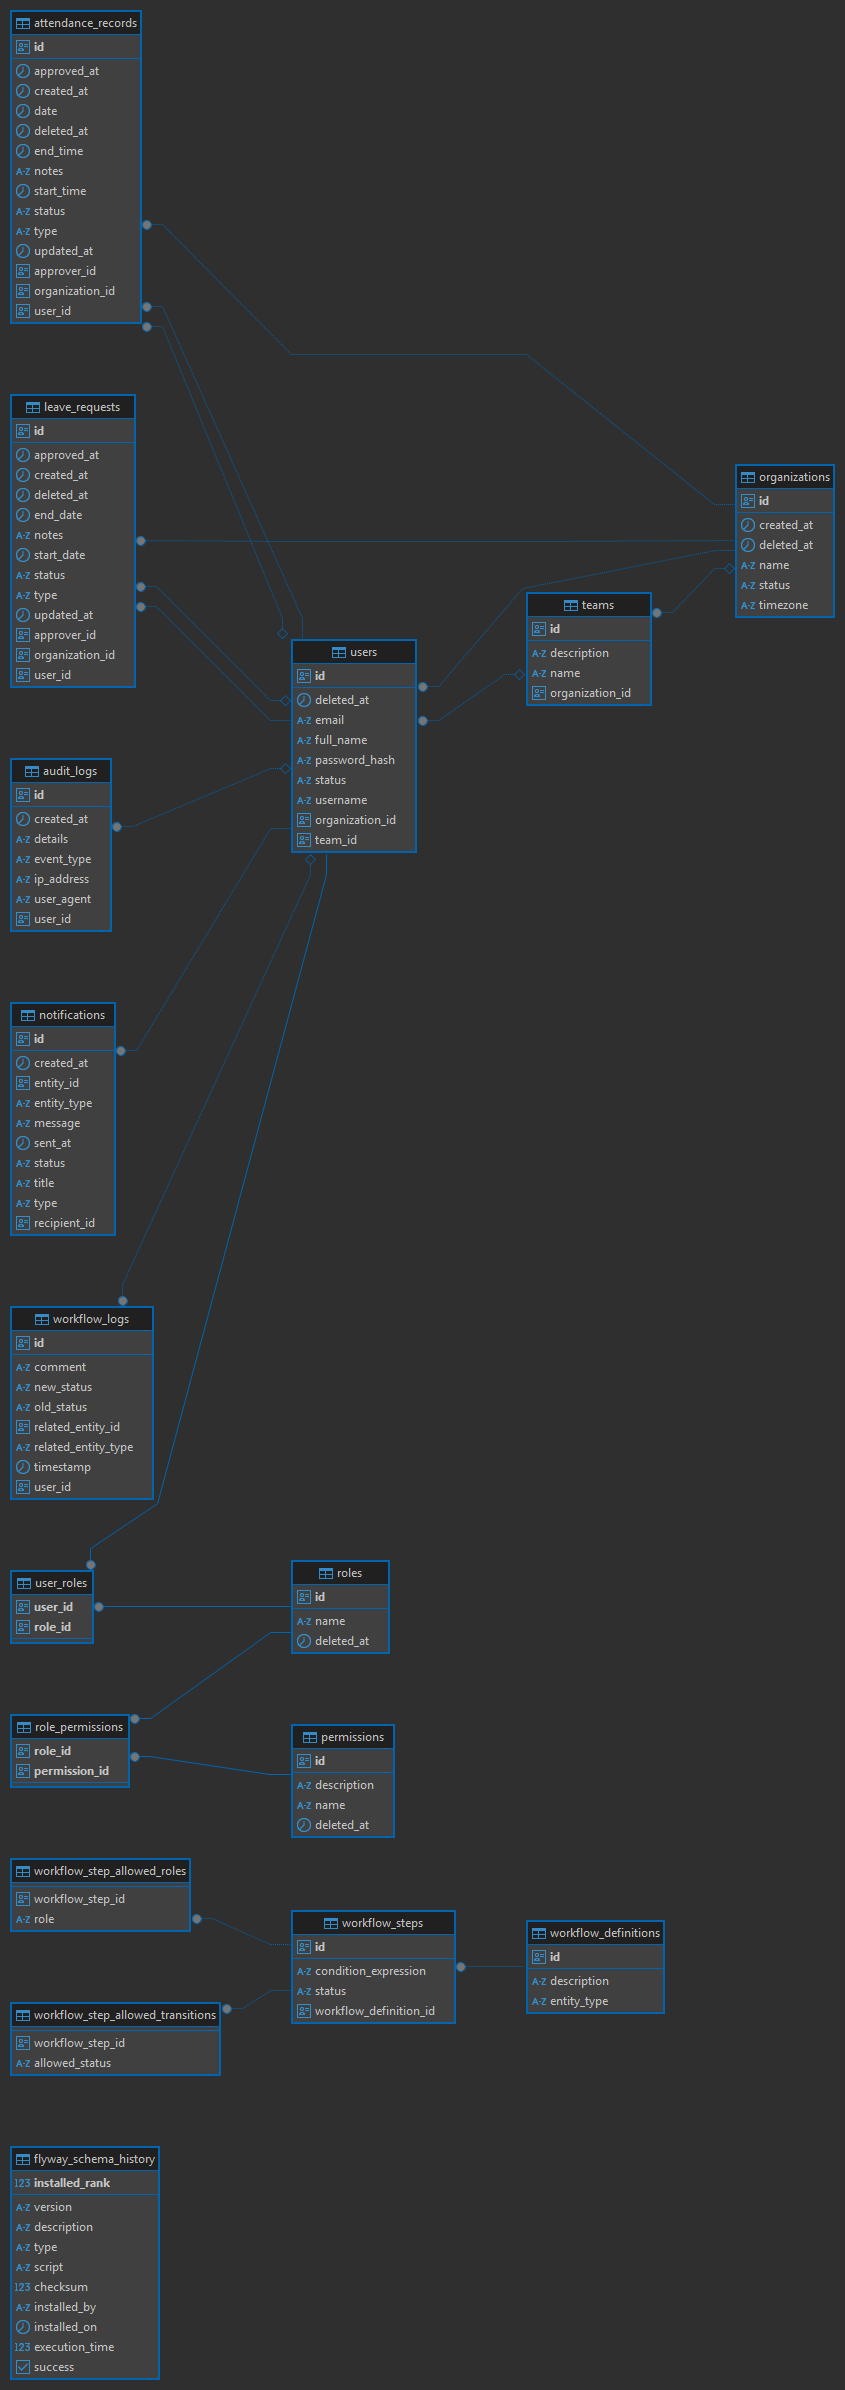 attendance_records
id
approved_at
created_at
date
deleted_at
end_time
A-Z notes
start_time
A-Z status
A-Z type
updated_at
approver_id
organization_id
user_id
leave_requests
id
approved_at
created_at
deleted_at
end_date
A-Z notes
start_date
A-Z status
A-Z type
updated_at
approver_id
organization_id
user_id
organizations
id
created_at
deleted_at
A-Z name
A-Z status
A-Z timezone
teams
id
A-Z description
A-Z name
organization_id
users
id
deleted_at
A-Z email
A-Z full_name
A-Z password_hash
A-Z status
A-Z username
organization_id
team_id
audit_logs
id
created_at
A-Z details
A-Z event_type
A-Z ip_address
A-Z user_agent
user_id
notifications
id
created_at
entity_id
A-Z entity_type
A-Z message
sent_at
A-Z status
A-Z title
A-Z type
recipient_id
workflow_logs
id
A-Z comment
A-Z new_status
A-Z old_status
related_entity_id
A-Z related_entity_type
timestamp
user_id
user_roles
user_id
role_id
roles
id
A-Z name
deleted_at
role_permissions
role_id
permission_id
permissions
id
A-Z description
A-Z name
deleted_at
workflow_step_allowed_roles
workflow_step_id
A-Z role
workflow_steps
id
A-Z condition_expression
A-Z status
workflow_definition_id
workflow_definitions
id
A-Z description
A-Z entity_type
workflow_step_allowed_transitions
workflow_step_id
A-Z allowed_status
flyway_schema_history
123 installed_rank
A-Z version
A-Z description
A-Z type
A-Z script
123 checksum
A-Z installed_by
installed_on
123 execution_time
success